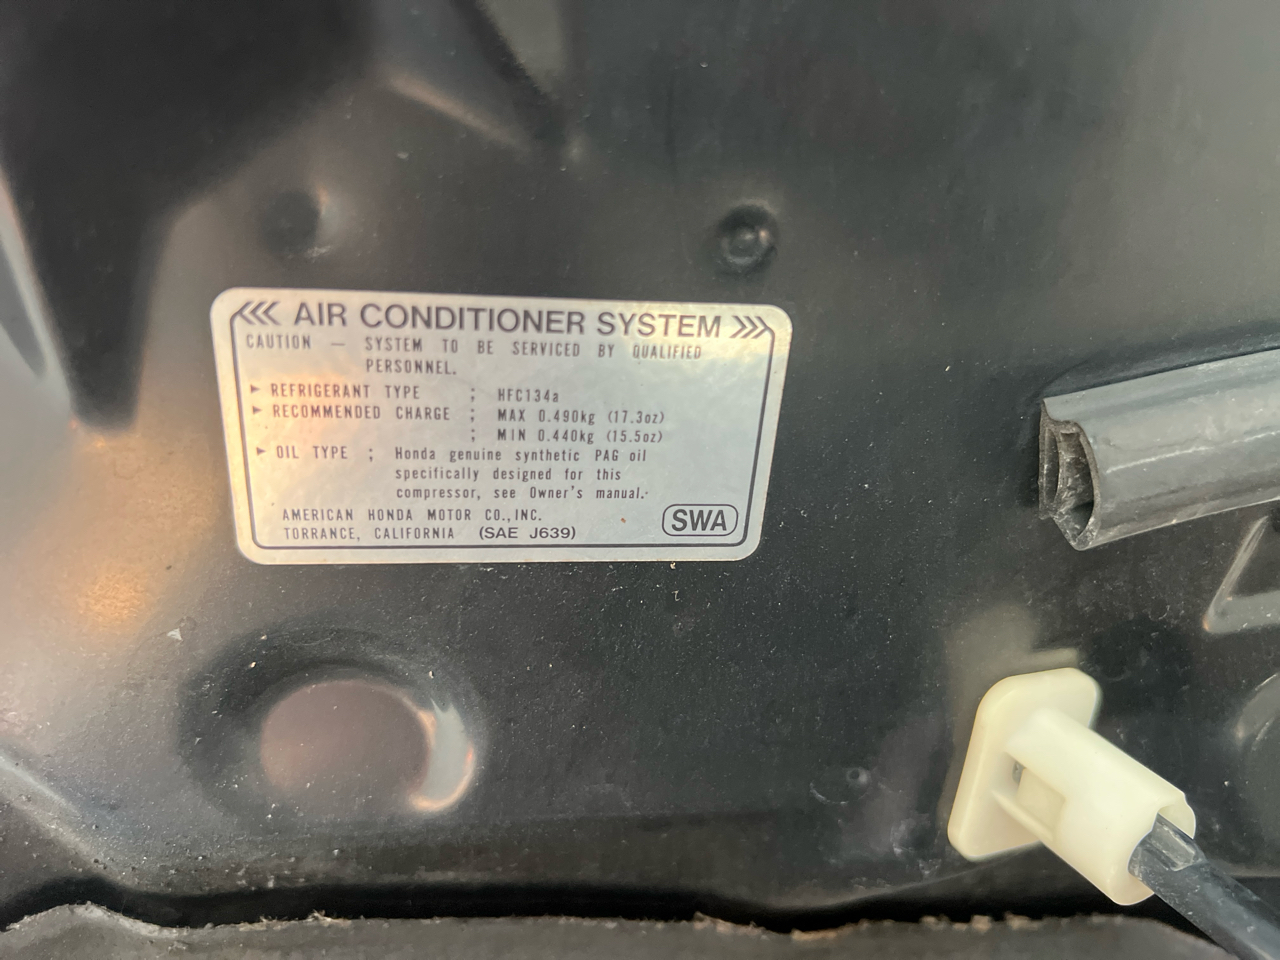 AIR CONDITIONER SYSTEM
CAUTION — SYSTEM TO BE SERVICED BY QUALIFIED
PERSONNEL.
► REFRIGERANT TYPE ; HFC134a
► RECOMMENDED CHARGE ; MAX 0.490kg (17.3oz)
; MIN 0.440kg (15.5oz)
► OIL TYPE ; Honda genuine synthetic PAG oil
specifically designed for this
compressor, see Owner's manual.
AMERICAN HONDA MOTOR CO., INC.
TORRANCE, CALIFORNIA (SAE J639)
SWA